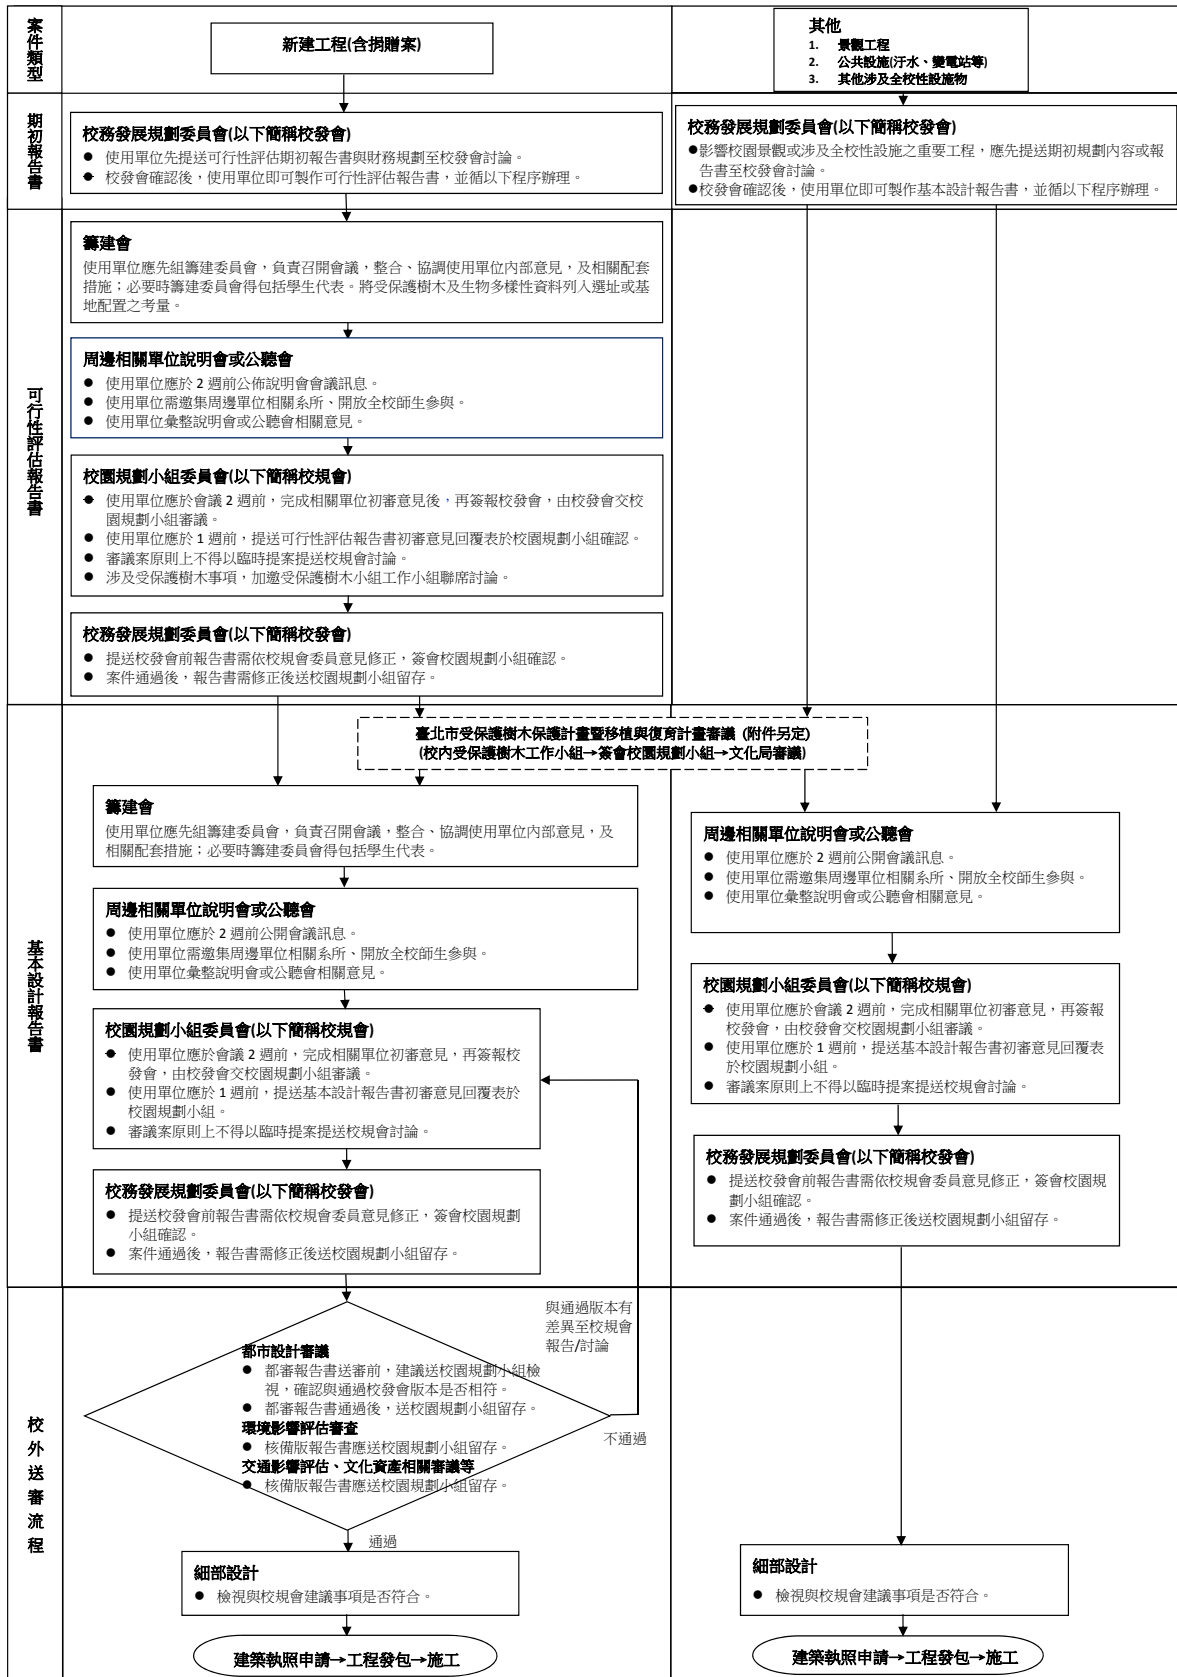 案件類型
新建工程(含捐贈案)
其他
1. 景觀工程
2. 公共設施(汙水、變電站等)
3. 其他涉及全校性設施物
期初報告書
校務發展規劃委員會(以下簡稱校發會)
● 使用單位先提送可行性評估期初報告書與財務規劃至校發會討論。
● 校發會確認後，使用單位即可製作可行性評估報告書，並循以下程序辦理。
校務發展規劃委員會(以下簡稱校發會)
●影響校園景觀或涉及全校性設施之重要工程，應先提送期初規劃內容或報
告書至校發會討論。
●校發會確認後，使用單位即可製作基本設計報告書，並循以下程序辦理。
可行性評估報告書
籌建會
使用單位應先組籌建委員會，負責召開會議，整合、協調使用單位內部意見，及相關配套
措施；必要時籌建委員會得包括學生代表。將受保護樹木及生物多樣性資料列入選址或基
地配置之考量。
周邊相關單位說明會或公聽會
● 使用單位應於 2 週前公佈說明會會議訊息。
● 使用單位需邀集周邊單位相關系所、開放全校師生參與。
● 使用單位彙整說明會或公聽會相關意見。
校園規劃小組委員會(以下簡稱校規會)
● 使用單位應於會議 2 週前，完成相關單位初審意見後，再簽報校發會，由校發會交校
園規劃小組審議。
● 使用單位應於 1 週前，提送可行性評估報告書初審意見回覆表於校園規劃小組確認。
● 審議案原則上不得以臨時提案提送校規會討論。
● 涉及受保護樹木事項，加邀受保護樹木小組工作小組聯席討論。
校務發展規劃委員會(以下簡稱校發會)
● 提送校發會前報告書需依校規會委員意見修正，簽會校園規劃小組確認。
● 案件通過後，報告書需修正後送校園規劃小組留存。
基本設計報告書
臺北市受保護樹木保護計畫暨移植與復育計畫審議 (附件另定)
(校內受保護樹木工作小組→簽會校園規劃小組→文化局審議)
籌建會
使用單位應先組籌建委員會，負責召開會議，整合、協調使用單位內部意見，及
相關配套措施；必要時籌建委員會得包括學生代表。
周邊相關單位說明會或公聽會
● 使用單位應於 2 週前公開會議訊息。
● 使用單位需邀集周邊單位相關系所、開放全校師生參與。
● 使用單位彙整說明會或公聽會相關意見。
校園規劃小組委員會(以下簡稱校規會)
● 使用單位應於會議 2 週前，完成相關單位初審意見，再簽報校
發會，由校發會交校園規劃小組審議。
● 使用單位應於 1 週前，提送基本設計報告書初審意見回覆表於
校園規劃小組。
● 審議案原則上不得以臨時提案提送校規會討論。
校務發展規劃委員會(以下簡稱校發會)
● 提送校發會前報告書需依校規會委員意見修正，簽會校園規劃
小組確認。
● 案件通過後，報告書需修正後送校園規劃小組留存。
周邊相關單位說明會或公聽會
● 使用單位應於 2 週前公開會議訊息。
● 使用單位需邀集周邊單位相關系所、開放全校師生參與。
● 使用單位彙整說明會或公聽會相關意見。
校園規劃小組委員會(以下簡稱校規會)
● 使用單位應於會議 2 週前，完成相關單位初審意見，再簽報
校發會，由校發會交校園規劃小組審議。
● 使用單位應於 1 週前，提送基本設計報告書初審意見回覆表
於校園規劃小組。
● 審議案原則上不得以臨時提案提送校規會討論。
校務發展規劃委員會(以下簡稱校發會)
● 提送校發會前報告書需依校規會委員意見修正，簽會校園規
劃小組確認。
● 案件通過後，報告書需修正後送校園規劃小組留存。
校外送審流程
與通過版本有
差異至校規會
報告/討論
都市設計審議
● 都審報告書送審前，建議送校園規劃小組檢
視，確認與通過校發會版本是否相符。
● 都審報告書通過後，送校園規劃小組留存。
環境影響評估審查
● 核備版報告書應送校園規劃小組留存。
交通影響評估、文化資產相關審議等
● 核備版報告書應送校園規劃小組留存。
不通過
通過
細部設計
● 檢視與校規會建議事項是否符合。
建築執照申請→工程發包→施工
細部設計
● 檢視與校規會建議事項是否符合。
建築執照申請→工程發包→施工